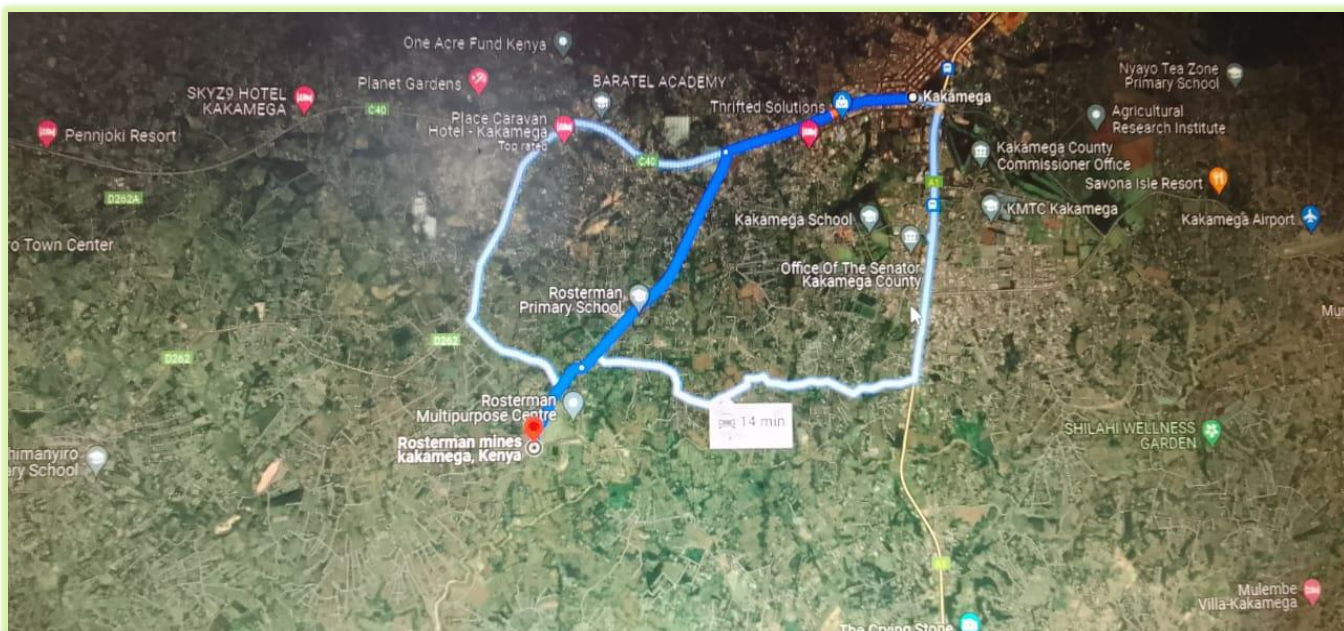 One Acre Fund Kenya
Planet Gardens
BARATEL ACADEMY
SKYZ9 HOTEL
KAKAMEGA
C40
Pennjoki Resort
Place Caravan
Hotel - Kakamega
Top rated
Thrifted Solutions
Kakamega
Nyayo Tea Zone
Primary School
Agricultural
Research Institute
Kakamega County
Commissioner Office
C40
A1
Savona Isle Resort
D262A
Kakamega School
KMTC Kakamega
Kakamega Airport
ro Town Center
Office Of The Senator
Kakamega County
Rosterman
Primary School
D262
D262
Rosterman
Multipurpose Centre
14 min
Rosterman mines
kakamega, Kenya
SHILAHI WELLNESS
GARDEN
himanyiro
ary School
A1
Mulembe
Villa-Kakamega
The Crying Stone